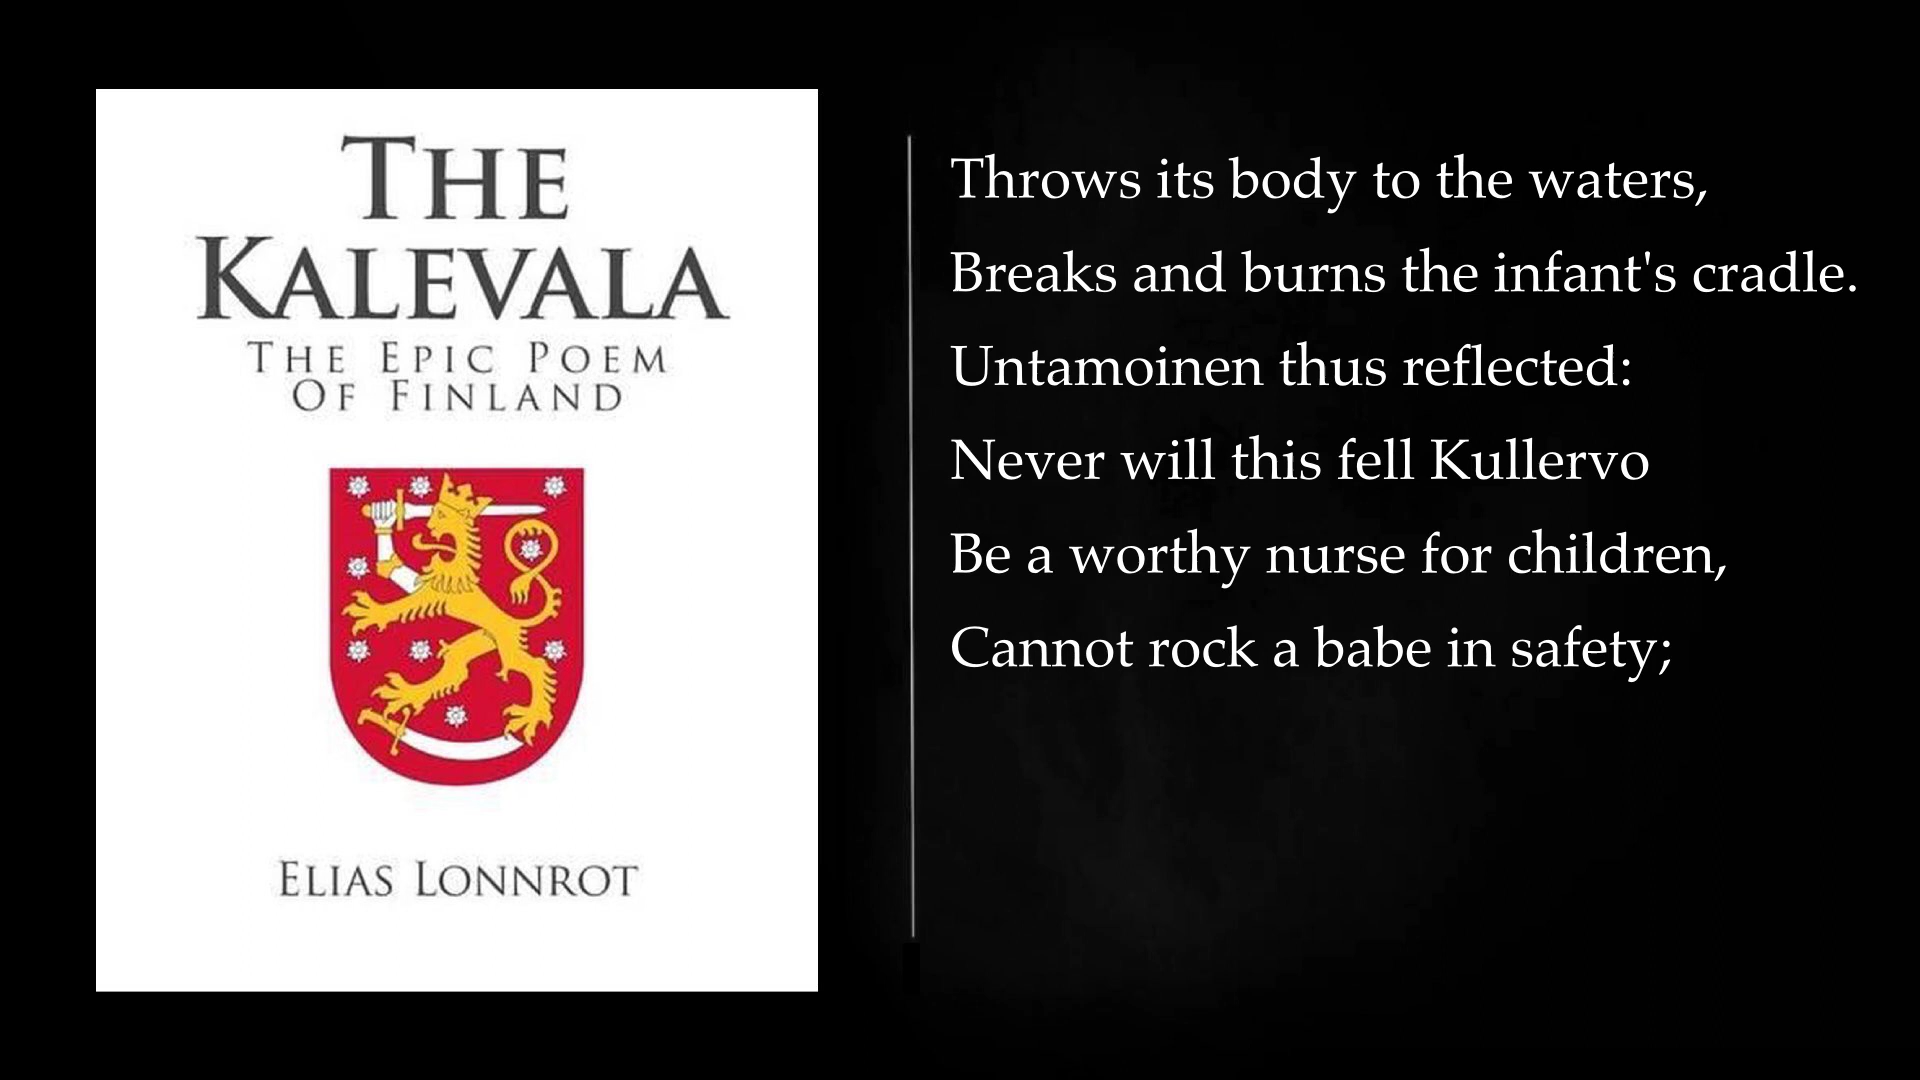 THE
KALEVALA
THE EPIC POEM
OF FINLAND
ELIAS LONNROT
Throws its body to the waters,
Breaks and burns the infant's cradle.
Untamoinen thus reflected:
Never will this fell Kullervo
Be a worthy nurse for children,
Cannot rock a babe in safety;